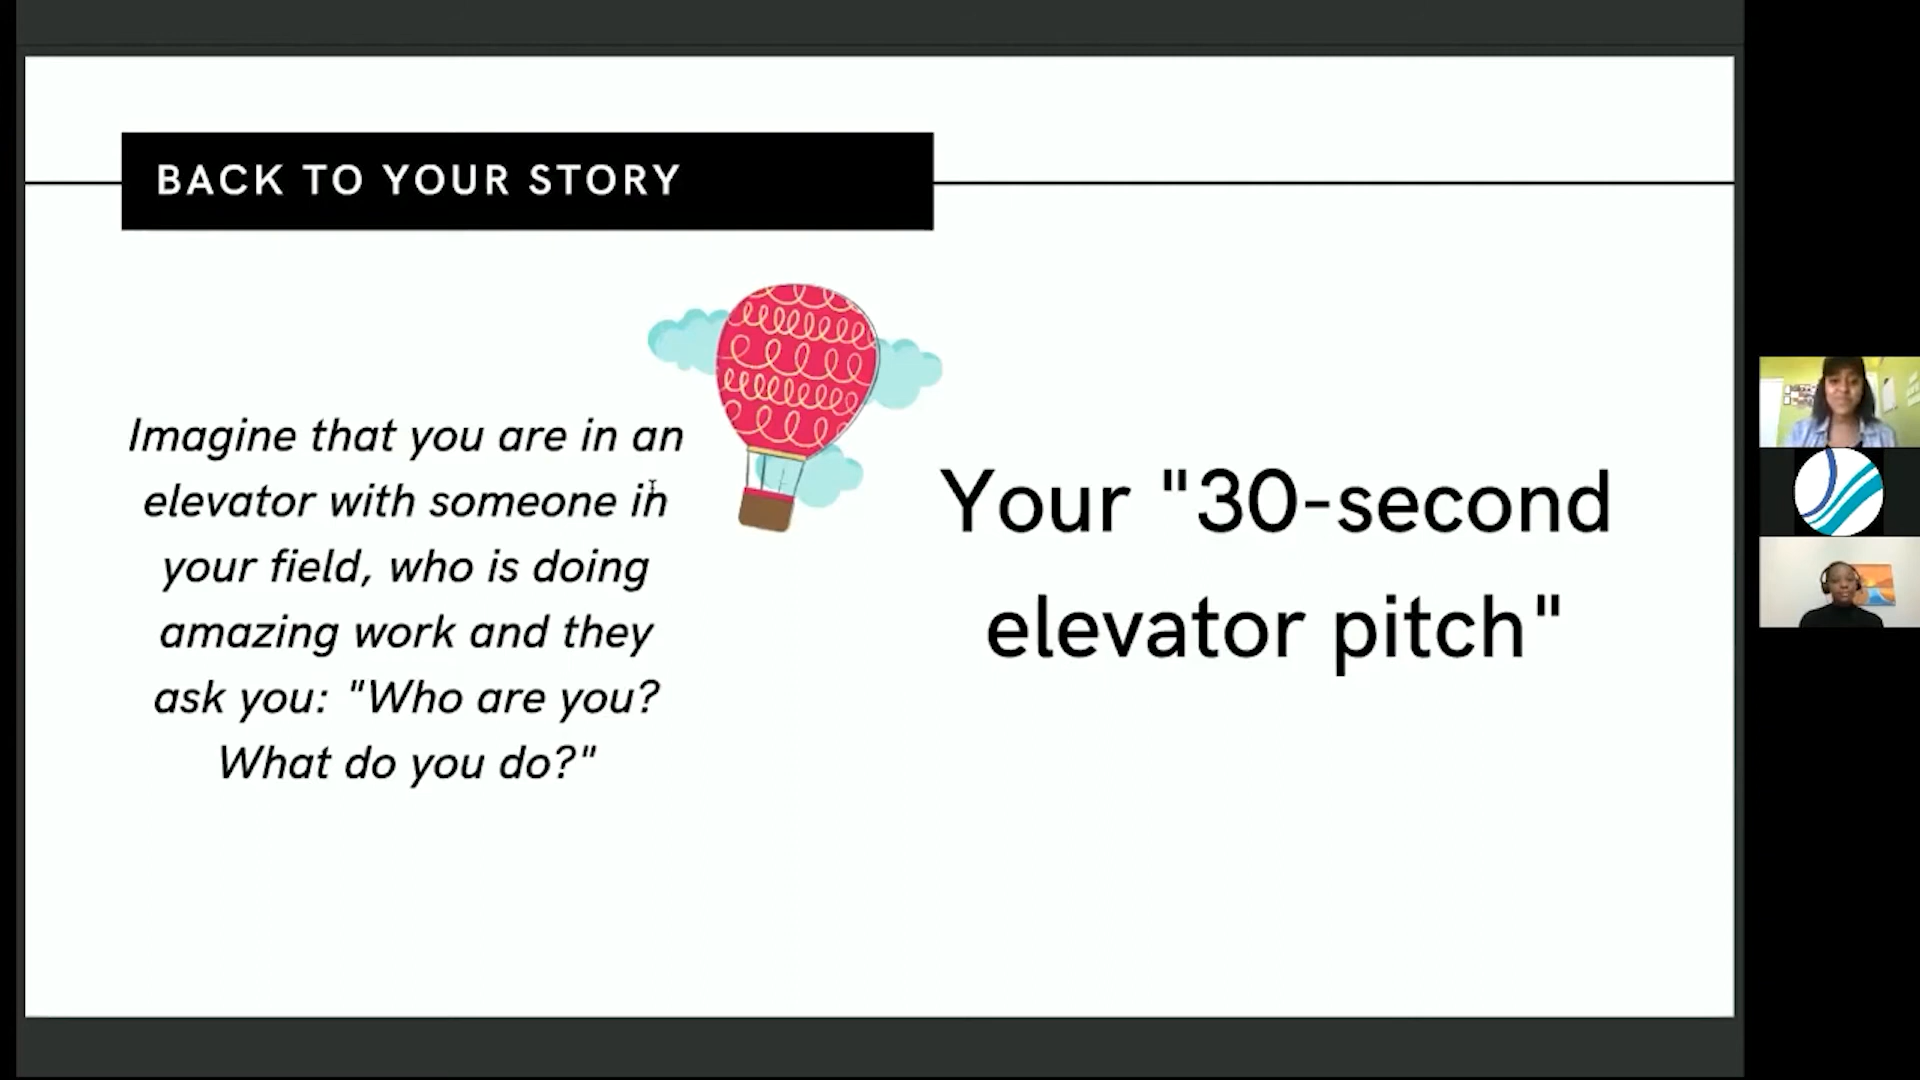 BACK TO YOUR STORY
Imagine that you are in an
elevator with someone in
your field, who is doing
amazing work and they
ask you: "Who are you?
What do you do?"
Your "30-second
elevator pitch"